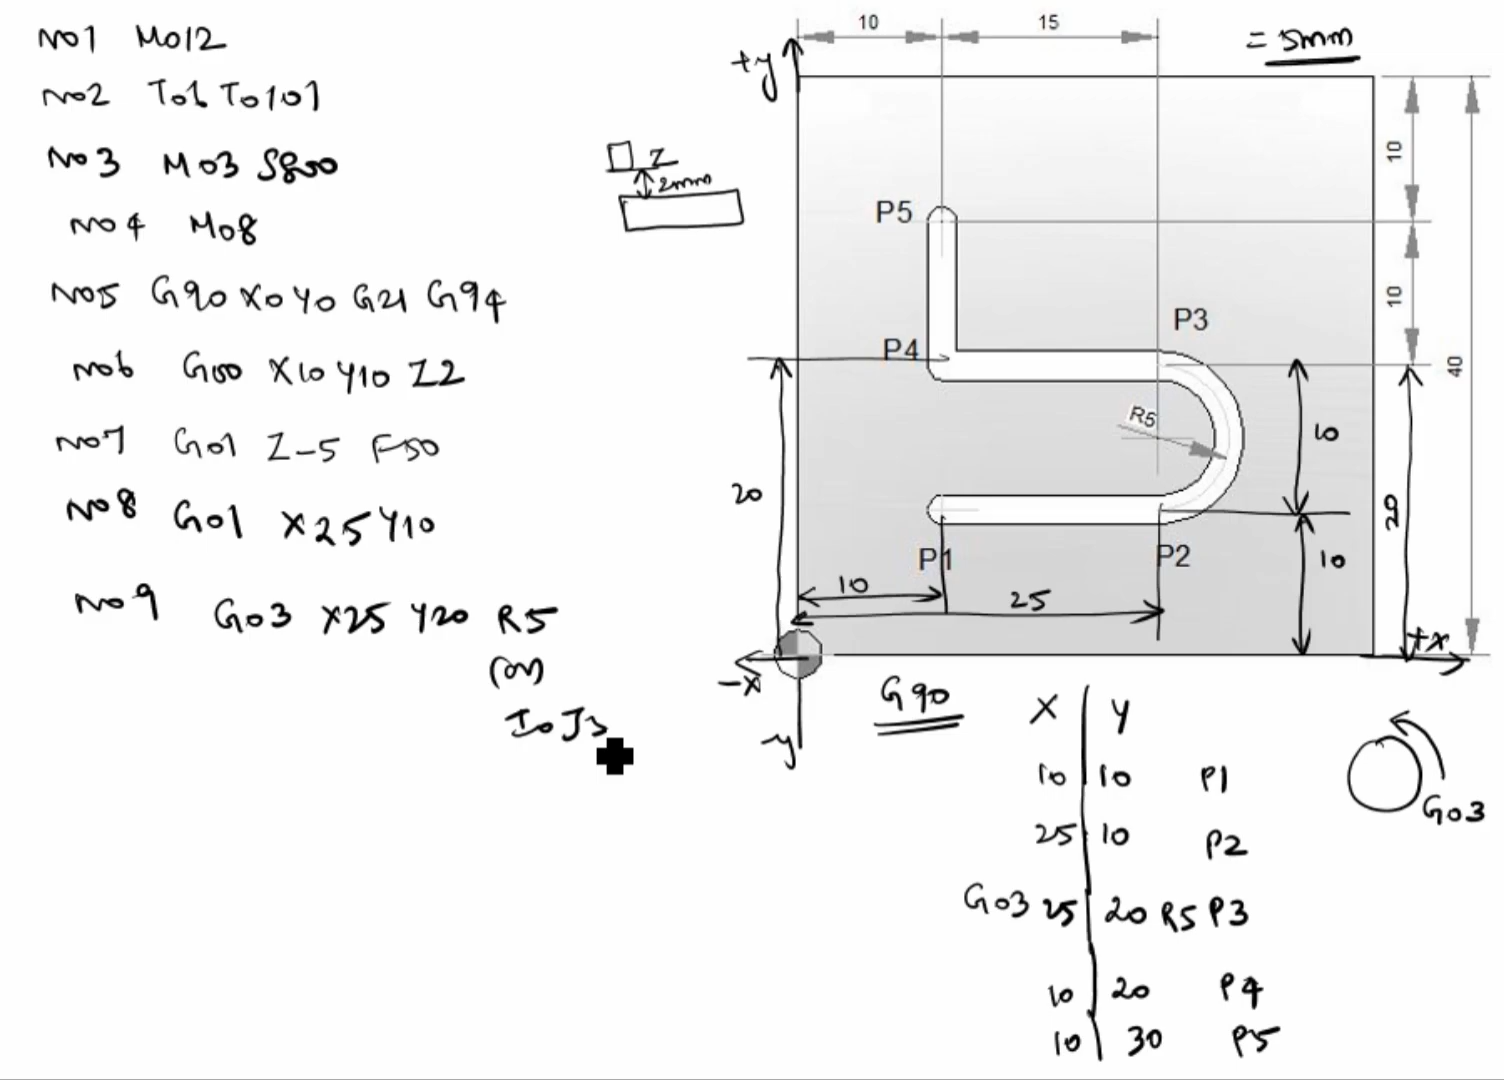 N01 M012
N02 T01 T0101
N03 M03 S800
N04 M08
N05 G90 X0 Y0 G21 G94
N06 G00 X10 Y10 Z2
N07 G01 Z-5 F50
N08 G01 X25 Y10
N09 G03 X25 Y20 R5
(or)
I0 J5
Z
2mm
10 15
= 5mm
+y
10
P5
10
P3
P4
40
R5
10
20
20
P1 P2
10
10
25
+x
-x
-y
G90
X Y
10 10 P1
25 10 P2
G03 25 20 R5 P3
10 20 P4
10 30 P5
G03